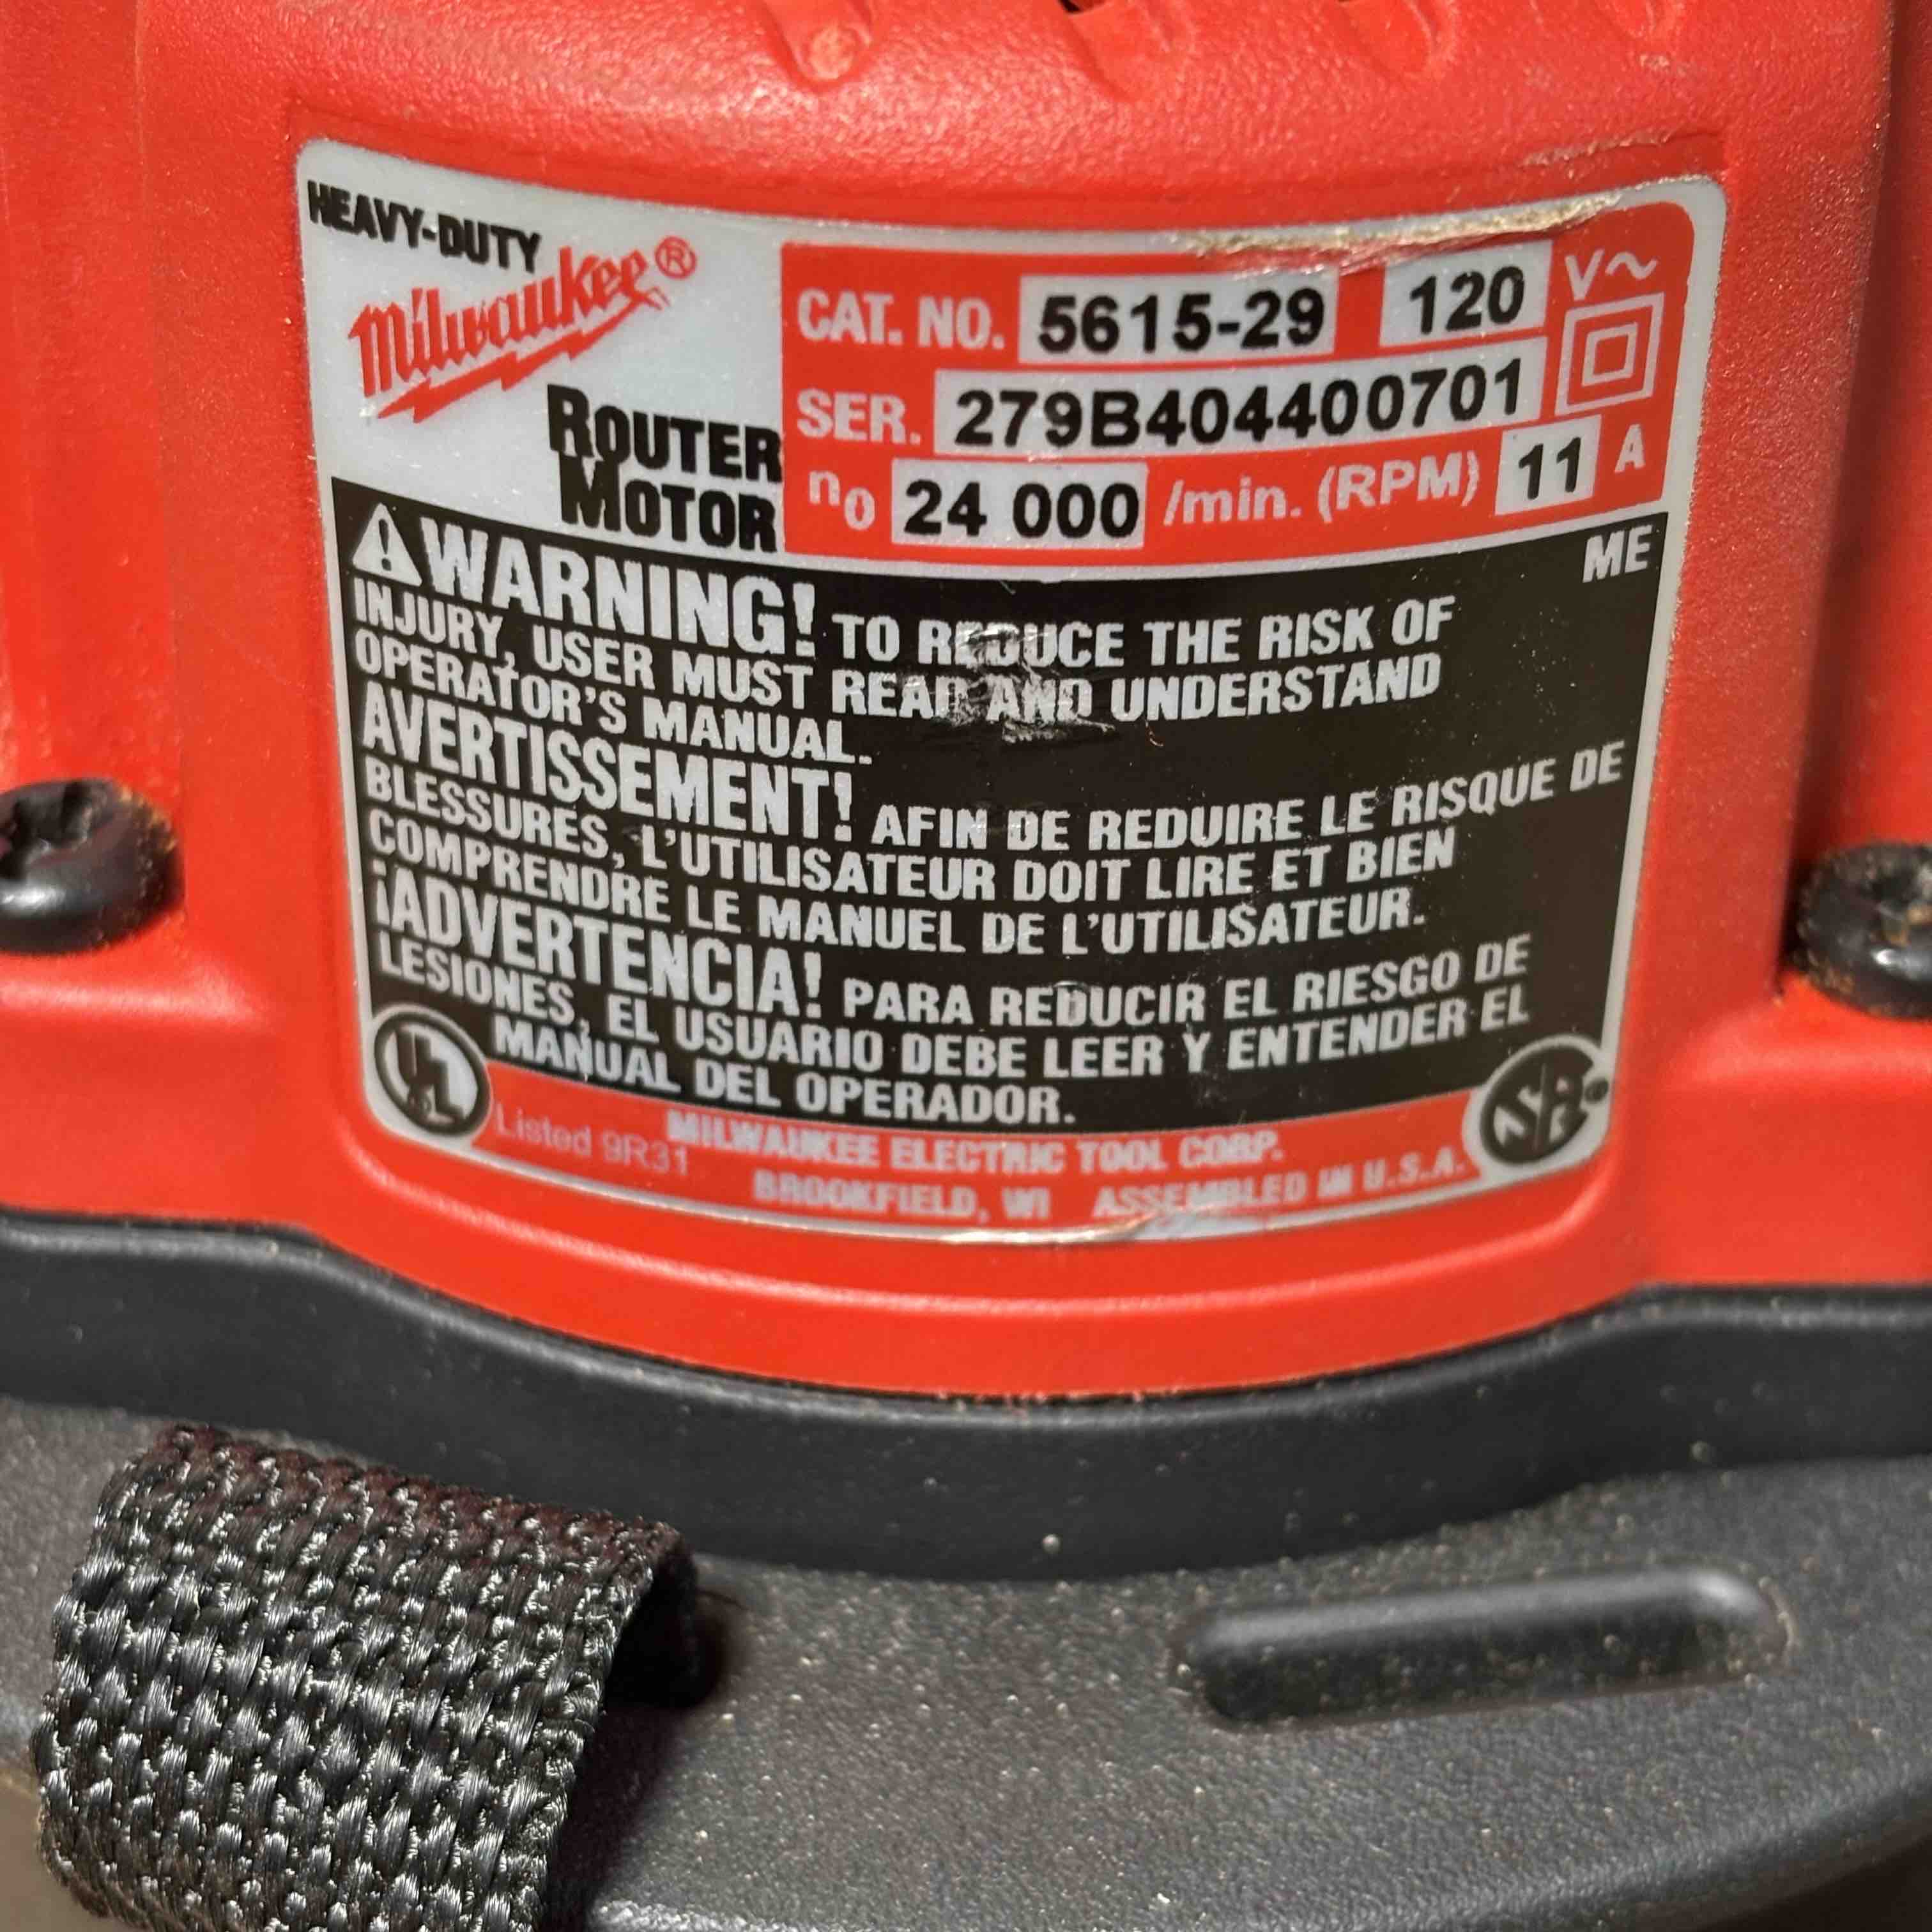 HEAVY-DUTY
Milwaukee®
ROUTER
MOTOR
CAT. NO. 5615-29 120 V~
SER. 279B404400701
n0 24 000 /min. (RPM) 11 A
ME
WARNING! TO REDUCE THE RISK OF
INJURY, USER MUST READ AND UNDERSTAND
OPERATOR'S MANUAL.
AVERTISSEMENT! AFIN DE REDUIRE LE RISQUE DE
BLESSURES, L'UTILISATEUR DOIT LIRE ET BIEN
COMPRENDRE LE MANUEL DE L'UTILISATEUR.
¡ADVERTENCIA! PARA REDUCIR EL RIESGO DE
LESIONES, EL USUARIO DEBE LEER Y ENTENDER EL
MANUAL DEL OPERADOR.
UL
Listed 9R31
MILWAUKEE ELECTRIC TOOL CORP.
BROOKFIELD, WI ASSEMBLED IN U.S.A.
CSA